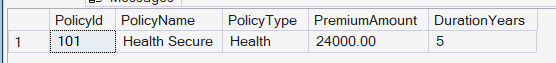 Messages
PolicyId PolicyName PolicyType PremiumAmount DurationYears
1 101 Health Secure Health 24000.00 5